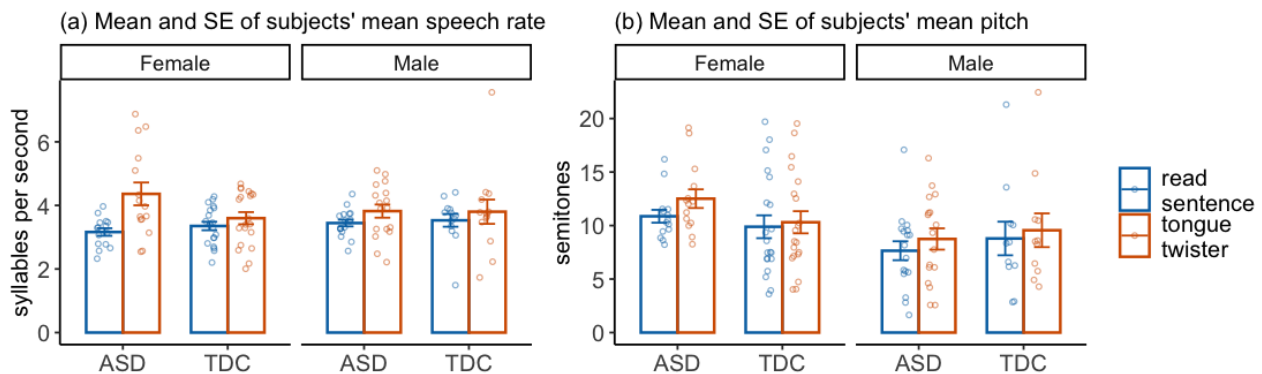 (a) Mean and SE of subjects' mean speech rate
Female
Male
syllables per second
6
4
2
0
ASD
TDC
ASD
TDC
(b) Mean and SE of subjects' mean pitch
Female
Male
semitones
20
15
10
5
0
ASD
TDC
ASD
TDC
read
sentence
tongue
twister